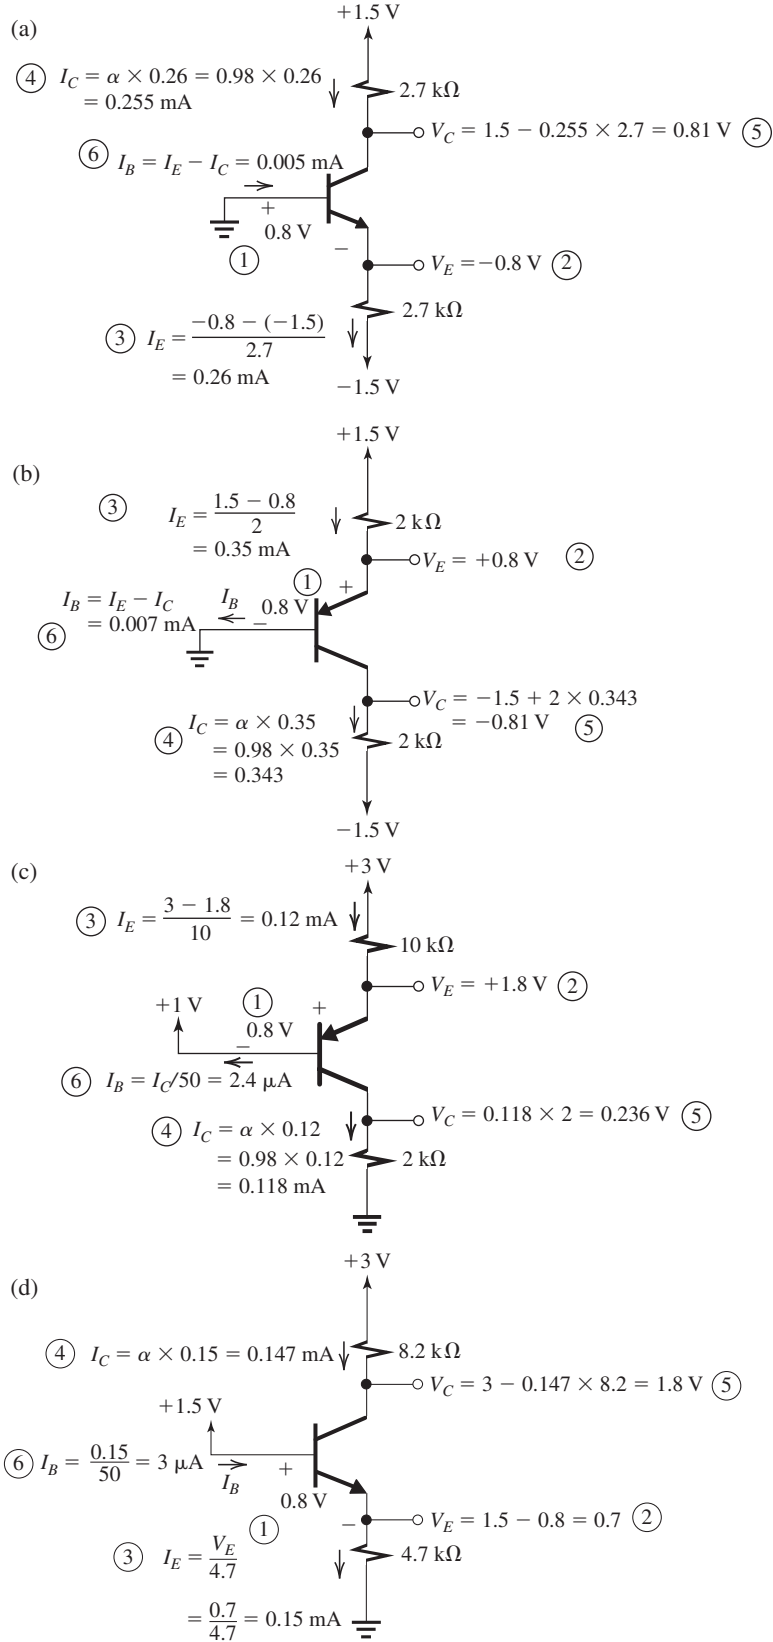 (a)
+1.5 V
④ I_C = α × 0.26 = 0.98 × 0.26
= 0.255 mA
2.7 kΩ
V_C = 1.5 − 0.255 × 2.7 = 0.81 V ⑤
⑥ I_B = I_E − I_C = 0.005 mA
+
0.8 V
①
−
V_E = −0.8 V ②
③ I_E = −0.8 − (−1.5) / 2.7
= 0.26 mA
2.7 kΩ
−1.5 V
(b)
+1.5 V
③ I_E = 1.5 − 0.8 / 2
= 0.35 mA
2 kΩ
V_E = +0.8 V ②
① +
I_B = I_E − I_C
= 0.007 mA
⑥
I_B
0.8 V
−
V_C = −1.5 + 2 × 0.343
= −0.81 V ⑤
④ I_C = α × 0.35
= 0.98 × 0.35
= 0.343
2 kΩ
−1.5 V
(c)
+3 V
③ I_E = 3 − 1.8 / 10 = 0.12 mA
10 kΩ
V_E = +1.8 V ②
+1 V
①
+
0.8 V
−
⑥ I_B = I_C/50 = 2.4 μA
V_C = 0.118 × 2 = 0.236 V ⑤
④ I_C = α × 0.12
= 0.98 × 0.12
= 0.118 mA
2 kΩ
(d)
+3 V
④ I_C = α × 0.15 = 0.147 mA
8.2 kΩ
V_C = 3 − 0.147 × 8.2 = 1.8 V ⑤
+1.5 V
⑥ I_B = 0.15 / 50 = 3 μA
I_B
+
0.8 V
①
−
V_E = 1.5 − 0.8 = 0.7 ②
③ I_E = V_E / 4.7
4.7 kΩ
= 0.7 / 4.7 = 0.15 mA